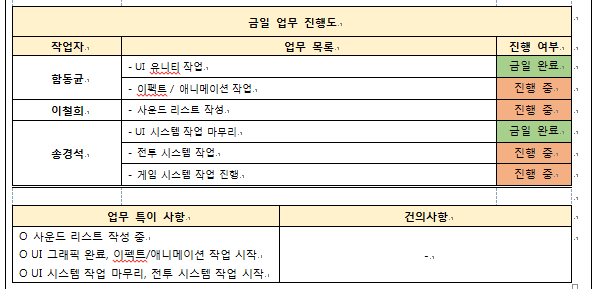 금일 업무 진행도
작업자 업무 목록 진행 여부
함동균 - UI 유니티 작업 금일 완료
- 이펙트 / 애니메이션 작업 진행 중
이철희 - 사운드 리스트 작성 진행 중
송경석 - UI 시스템 작업 마무리 금일 완료
- 전투 시스템 작업 진행 중
- 게임 시스템 작업 진행 진행 중
업무 특이 사항 건의사항
O 사운드 리스트 작성 중
O UI 그래픽 완료, 이펙트/애니메이션 작업 시작 -
O UI 시스템 작업 마무리, 전투 시스템 작업 시작